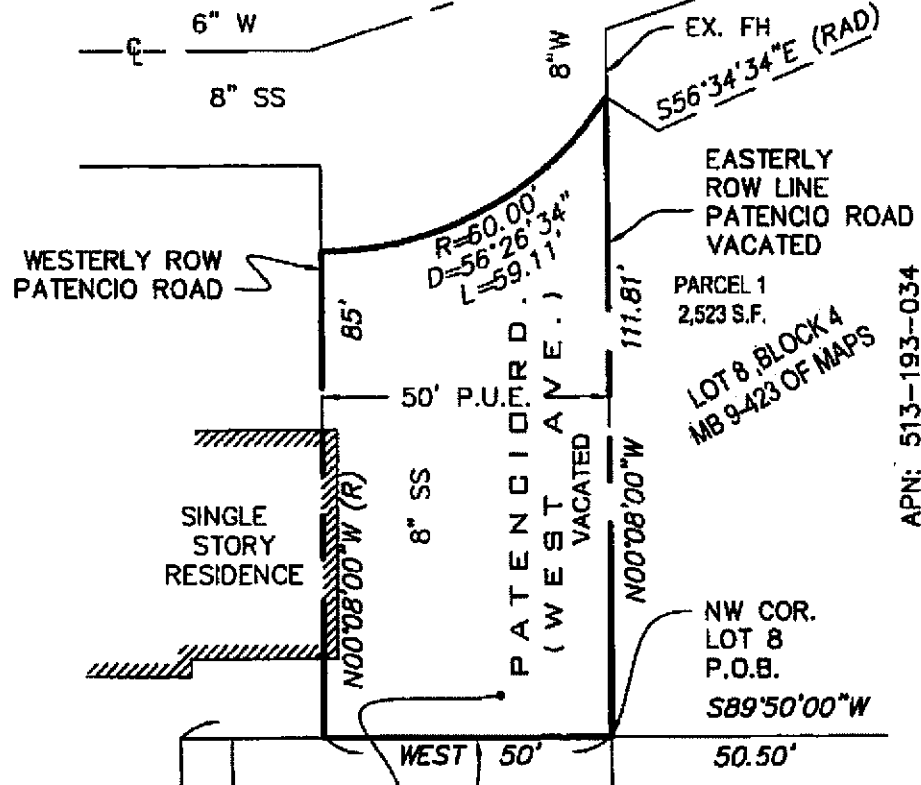 6" W
℄
8" SS
8"W
EX. FH
S56°34'34"E (RAD)
EASTERLY
ROW LINE
PATENCIO ROAD
VACATED
WESTERLY ROW
PATENCIO ROAD
R=60.00'
D=56°26'34"
L=59.11'
85'
111.81'
PARCEL 1
2,523 S.F.
LOT 8 ,BLOCK 4
MB 9-423 OF MAPS
APN: 513-193-034
50' P.U.E.
PATENCIO RD.
(WEST AVE.)
VACATED
8" SS
N00°08'00"W (R)
N00°08'00"W
SINGLE
STORY
RESIDENCE
NW COR.
LOT 8
P.O.B.
S89°50'00"W
WEST 50'
50.50'